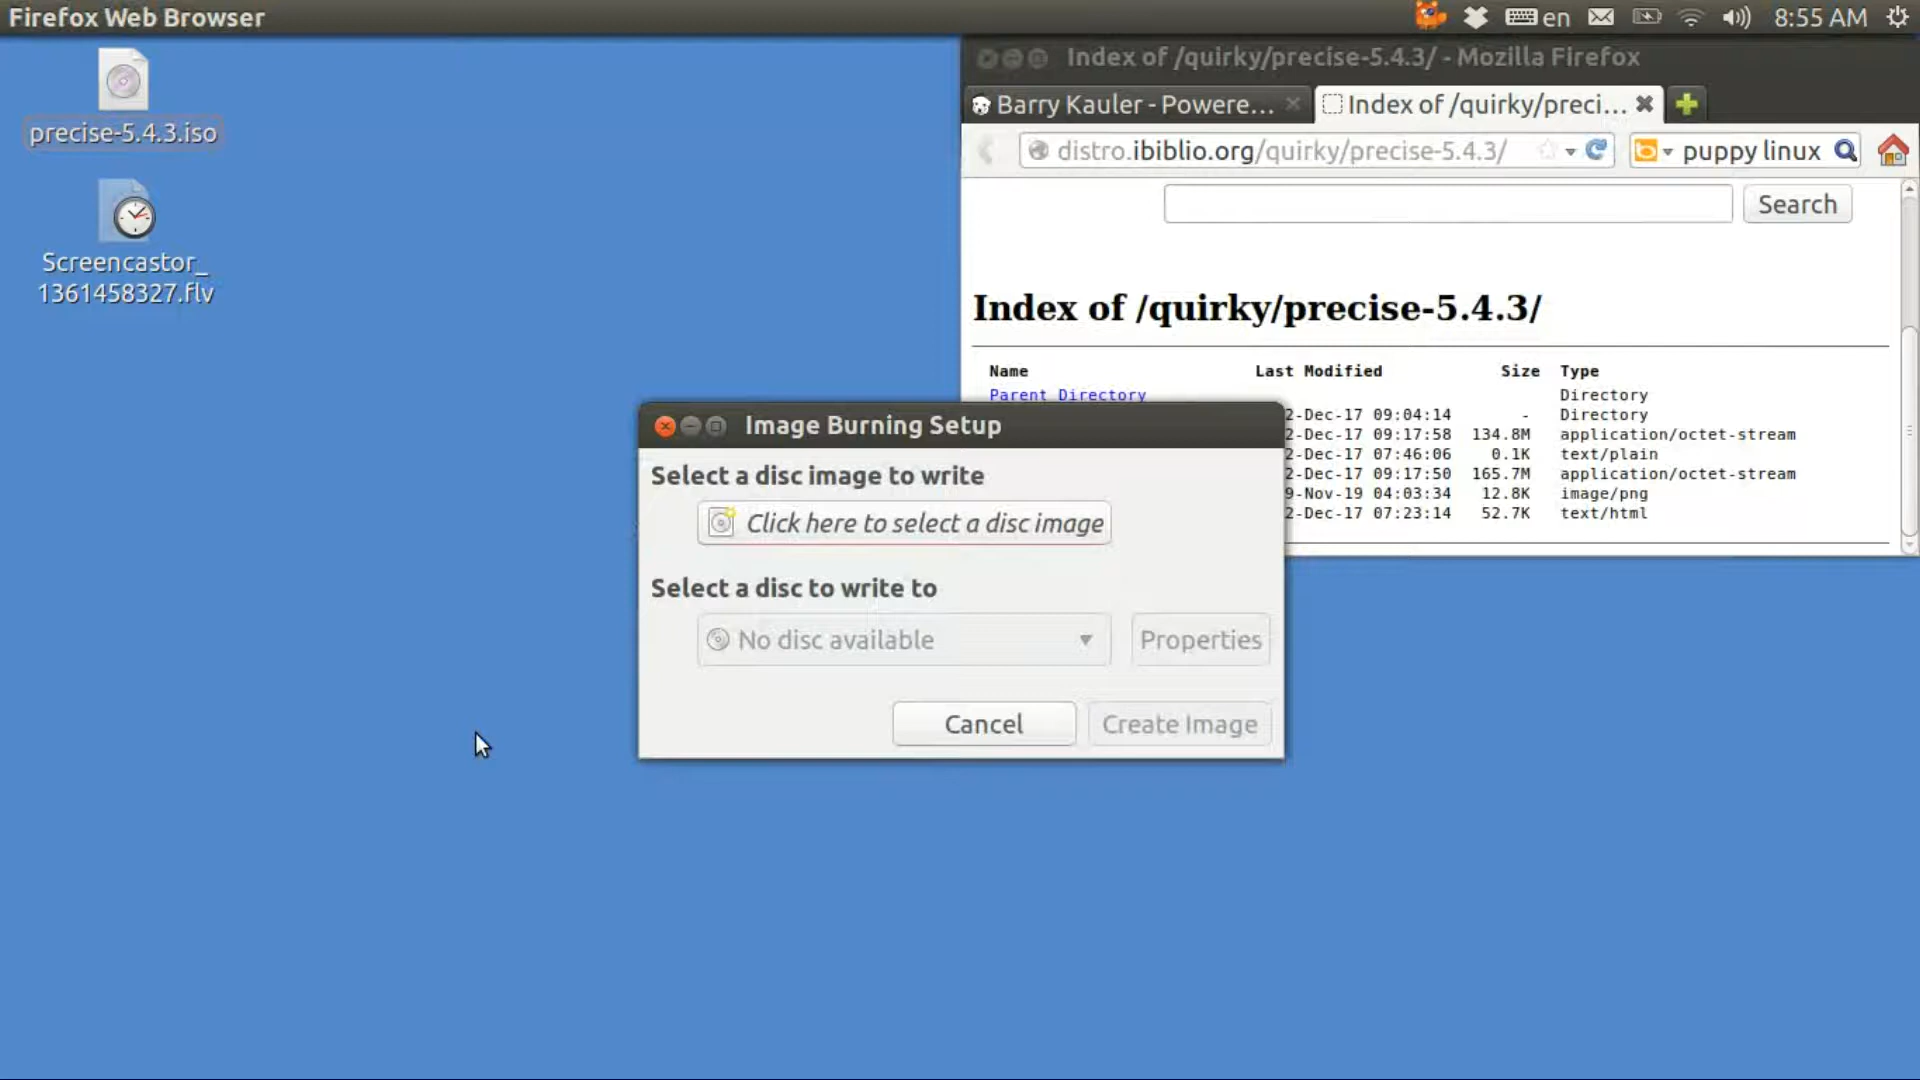 Firefox Web Browser
en
8:55 AM
precise-5.4.3.iso
Screencastor_
1361458327.flv
Index of /quirky/precise-5.4.3/ - Mozilla Firefox
Barry Kauler - Powere...
Index of /quirky/preci...
distro.ibiblio.org/quirky/precise-5.4.3/
puppy linux
Search
Index of /quirky/precise-5.4.3/
Name Last Modified Size Type
Parent Directory Directory
2-Dec-17 09:04:14 - Directory
2-Dec-17 09:17:58 134.8M application/octet-stream
2-Dec-17 07:46:06 0.1K text/plain
2-Dec-17 09:17:50 165.7M application/octet-stream
9-Nov-19 04:03:34 12.8K image/png
2-Dec-17 07:23:14 52.7K text/html
Image Burning Setup
Select a disc image to write
Click here to select a disc image
Select a disc to write to
No disc available
Properties
Cancel
Create Image